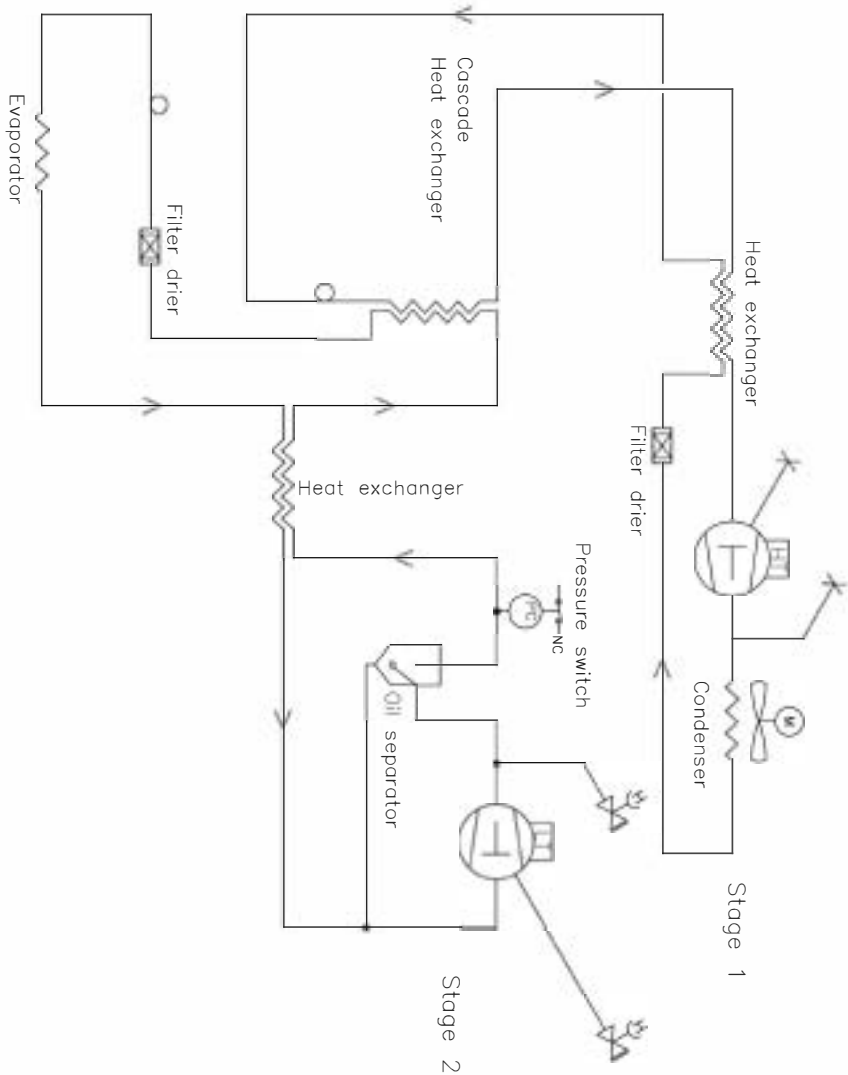 Stage 1
Condenser
M
Heat exchanger
Filter drier
Stage 2
Pressure switch
NC
Oil separator
Heat exchanger
Cascade
Heat exchanger
Filter drier
Evaporator